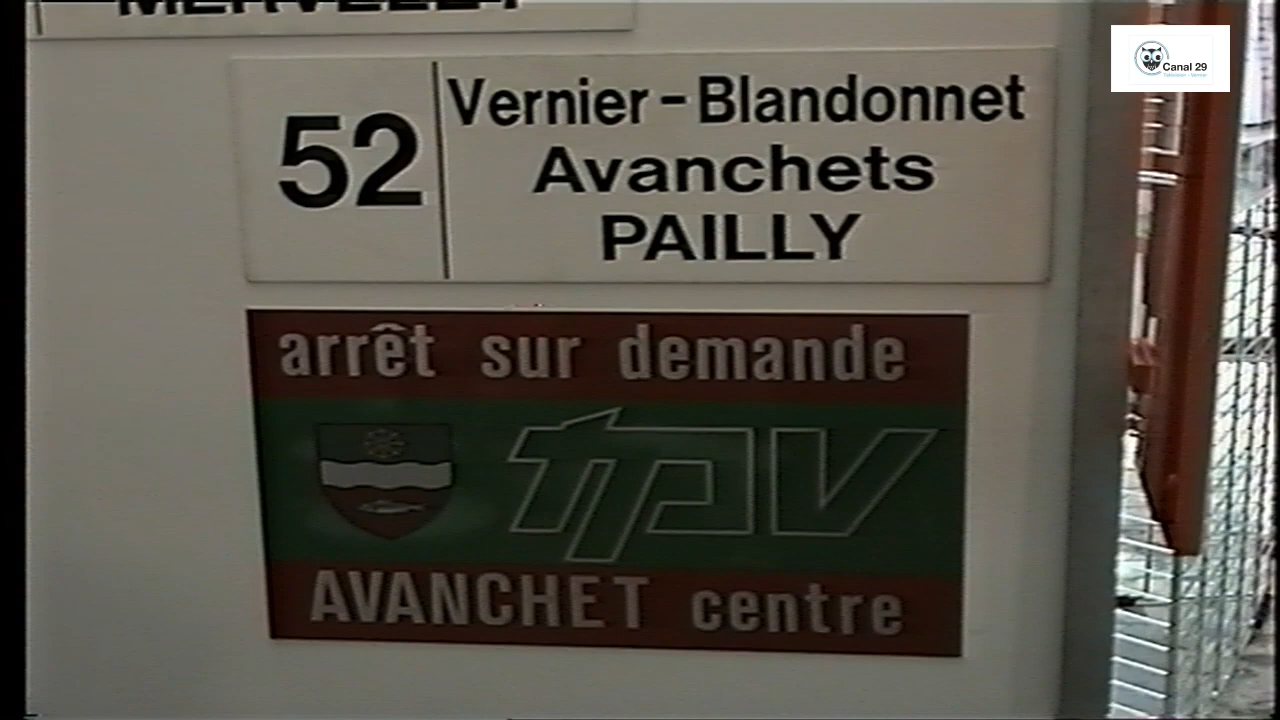 Canal 29
52
Vernier - Blandonnet
Avanchets
PAILLY
arrêt sur demande
tpv
AVANCHET centre